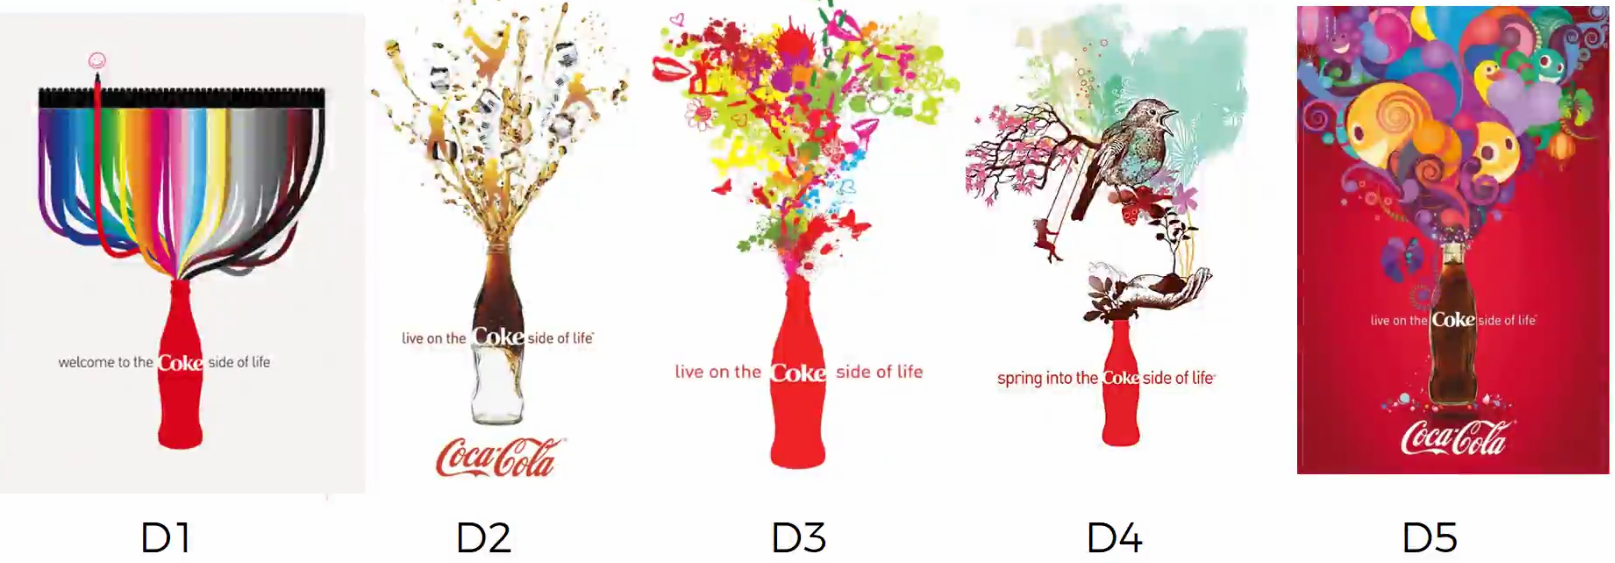 welcome to the Coke side of life
live on the Coke side of life
Coca-Cola
live on the Coke side of life
spring into the Coke side of life
live on the Coke side of life
Coca-Cola
D1
D2
D3
D4
D5